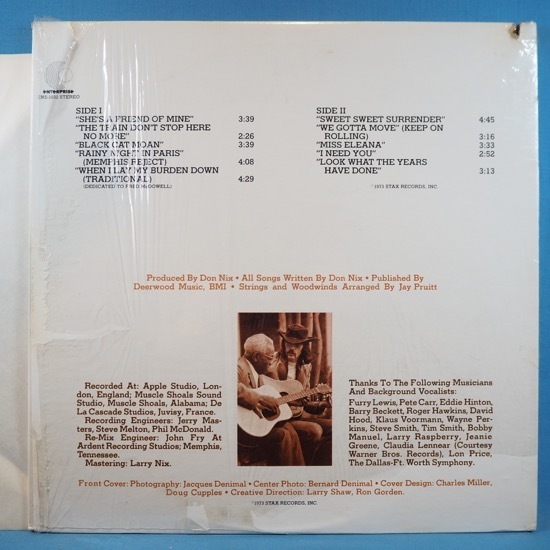 ENTERPRISE
STEREO
SIDE I
"SHE'S A FRIEND OF MINE" 3:39
"THE TRAIN DON'T STOP HERE
NO MORE" 2:26
"BLACK CAT MOAN" 3:39
"RAINY NIGHT IN PARIS"
(MEMPHIS REJECT) 4:08
"WHEN I LAY MY BURDEN DOWN
(TRADITIONAL) 4:29
(DEDICATED TO FRED McDOWELL)
SIDE II
"SWEET SWEET SURRENDER" 4:45
"WE GOTTA MOVE" (KEEP ON
ROLLING) 3:16
"MISS ELEANA" 3:33
"I NEED YOU" 2:52
"LOOK WHAT THE YEARS
HAVE DONE" 3:13
℗1973 STAX RECORDS, INC.
Produced By Don Nix • All Songs Written By Don Nix • Published By
Deerwood Music, BMI • Strings and Woodwinds Arranged By Jay Pruitt
Recorded At: Apple Studio, Lon-
don, England; Muscle Shoals Sound
Studio, Muscle Shoals, Alabama; De
La Cascade Studios, Juvisy, France.
Recording Engineers: Jerry Mas-
ters, Steve Melton, Phil McDonald.
Re-Mix Engineer: John Fry At
Ardent Recording Studios; Memphis,
Tennessee.
Mastering: Larry Nix.
Thanks To The Following Musicians
And Background Vocalists:
Furry Lewis, Pete Carr, Eddie Hinton,
Barry Beckett, Roger Hawkins, David
Hood, Klaus Voormann, Wayne Per-
kins, Steve Smith, Tim Smith, Bobby
Manuel, Larry Raspberry, Jeanie
Greene, Claudia Lennear (Courtesy
Warner Bros. Records), Lon Price,
The Dallas-Ft. Worth Symphony.
Front Cover: Photography: Jacques Denimal • Center Photo: Bernard Denimal • Cover Design: Charles Miller,
Doug Cupples • Creative Direction: Larry Shaw, Ron Gorden.
℗1973 STAX RECORDS, INC.